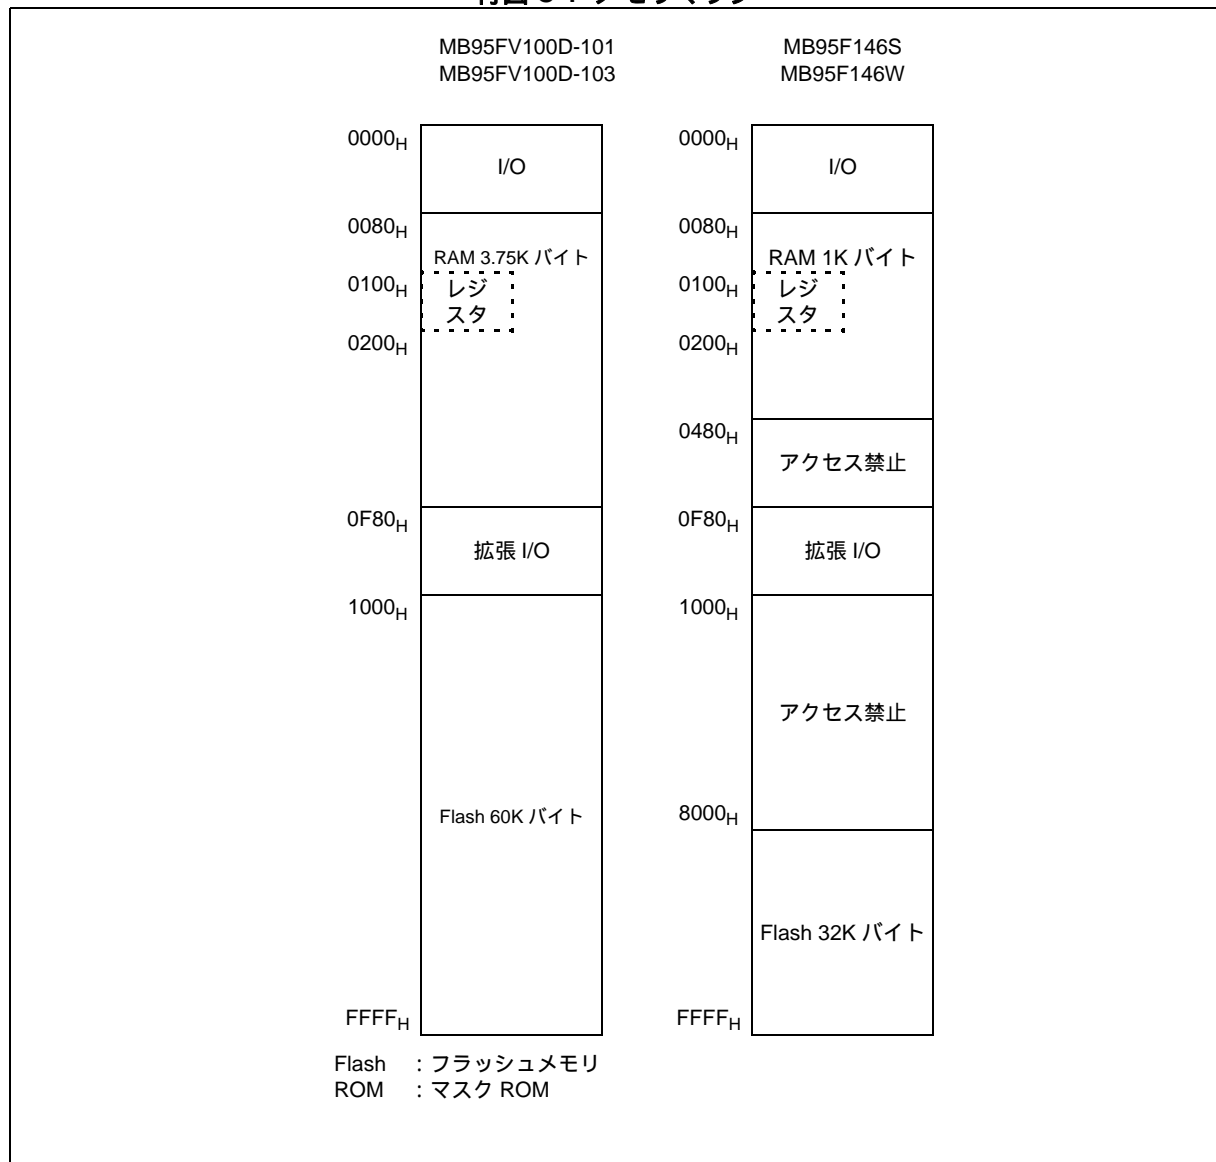 MB95FV100D-101
MB95FV100D-103
0000H
I/O
0080H
RAM 3.75K バイト
0100H
レジ
スタ
0200H
0F80H
拡張 I/O
1000H
Flash 60K バイト
FFFFH
MB95F146S
MB95F146W
0000H
I/O
0080H
RAM 1K バイト
0100H
レジ
スタ
0200H
0480H
アクセス禁止
0F80H
拡張 I/O
1000H
アクセス禁止
8000H
Flash 32K バイト
FFFFH
Flash : フラッシュメモリ
ROM : マスク ROM